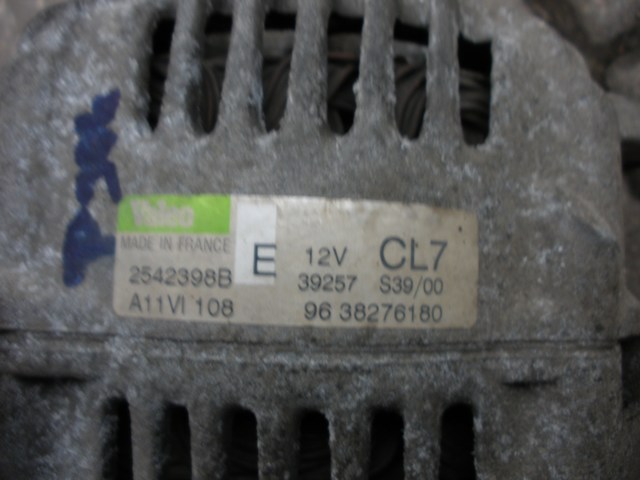 Valeo
MADE IN FRANCE
E 12V CL7
2542398B 39257 S39/00
A11VI 108 96 38276180